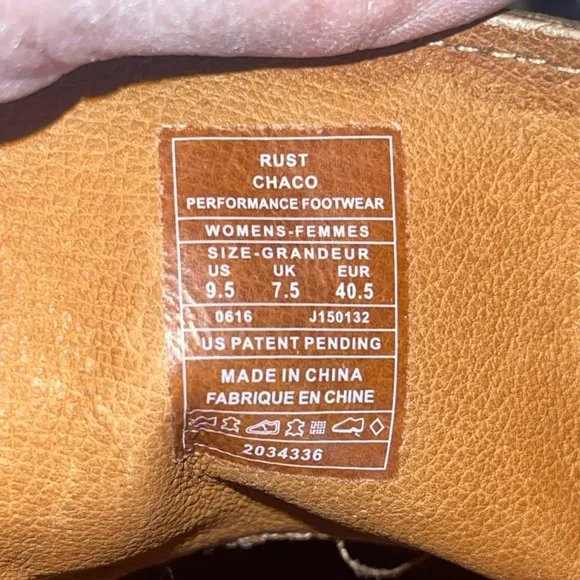 RUST
CHACO
PERFORMANCE FOOTWEAR
WOMENS-FEMMES
SIZE-GRANDEUR
US UK EUR
9.5 7.5 40.5
0616 J150132
US PATENT PENDING
MADE IN CHINA
FABRIQUE EN CHINE
2034336